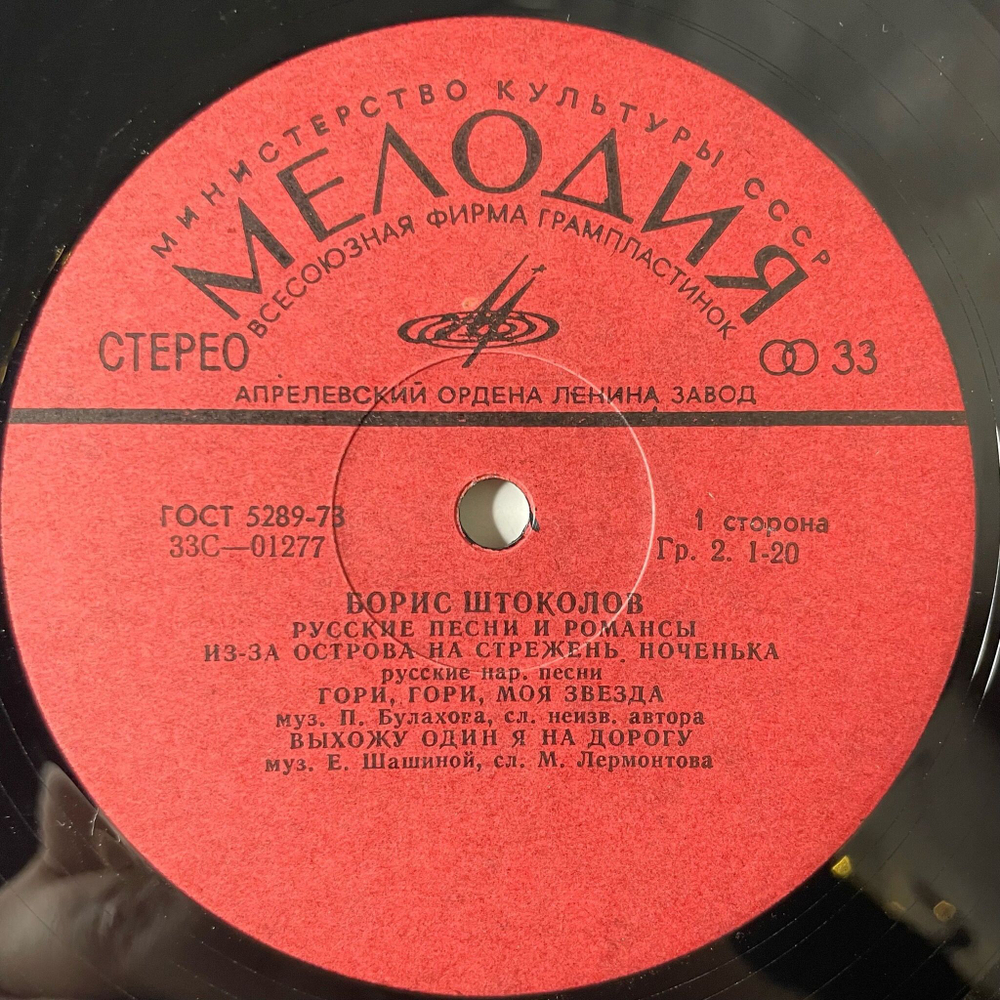 МИНИСТЕРСТВО КУЛЬТУРЫ СССР
МЕЛОДИЯ
ВСЕСОЮЗНАЯ ФИРМА ГРАМПЛАСТИНОК
СТЕРЕО
33
АПРЕЛЕВСКИЙ ОРДЕНА ЛЕНИНА ЗАВОД
ГОСТ 5289-73
33С—01277
1 сторона
Гр. 2. 1-20
БОРИС ШТОКОЛОВ
РУССКИЕ ПЕСНИ И РОМАНСЫ
ИЗ-ЗА ОСТРОВА НА СТРЕЖЕНЬ, НОЧЕНЬКА
русские нар. песни
ГОРИ, ГОРИ, МОЯ ЗВЕЗДА
муз. П. Булахова, сл. неизв. автора
ВЫХОЖУ ОДИН Я НА ДОРОГУ
муз. Е. Шашиной, сл. М. Лермонтова